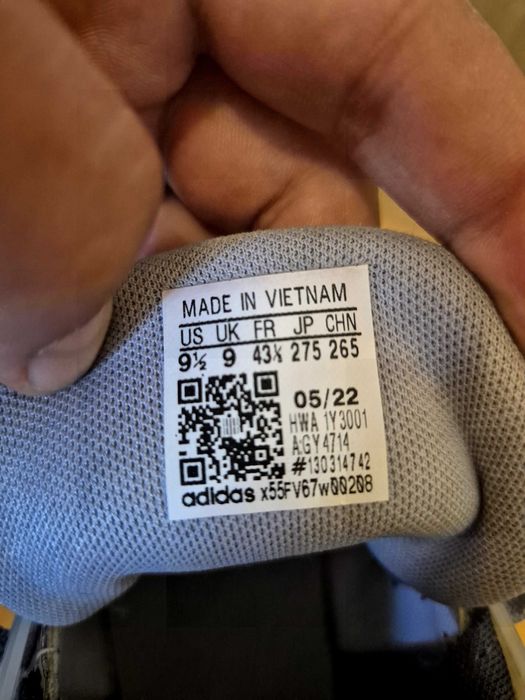 MADE IN VIETNAM
US UK FR JP CHN
9½ 9 43⅓ 275 265
05/22
HWA 1Y3001
A:GY4714
#130314742
adidas x55FV67w00208